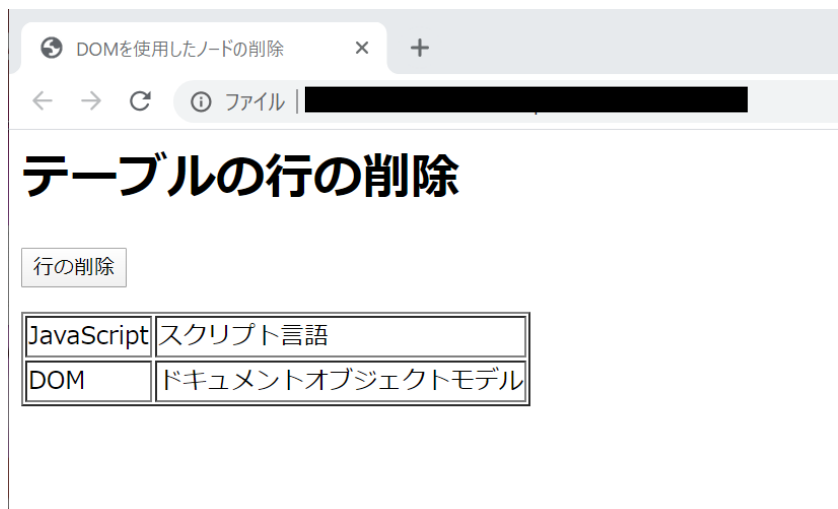 DOMを使用したノードの削除
ファイル
テーブルの行の削除
行の削除
JavaScript スクリプト言語
DOM ドキュメントオブジェクトモデル